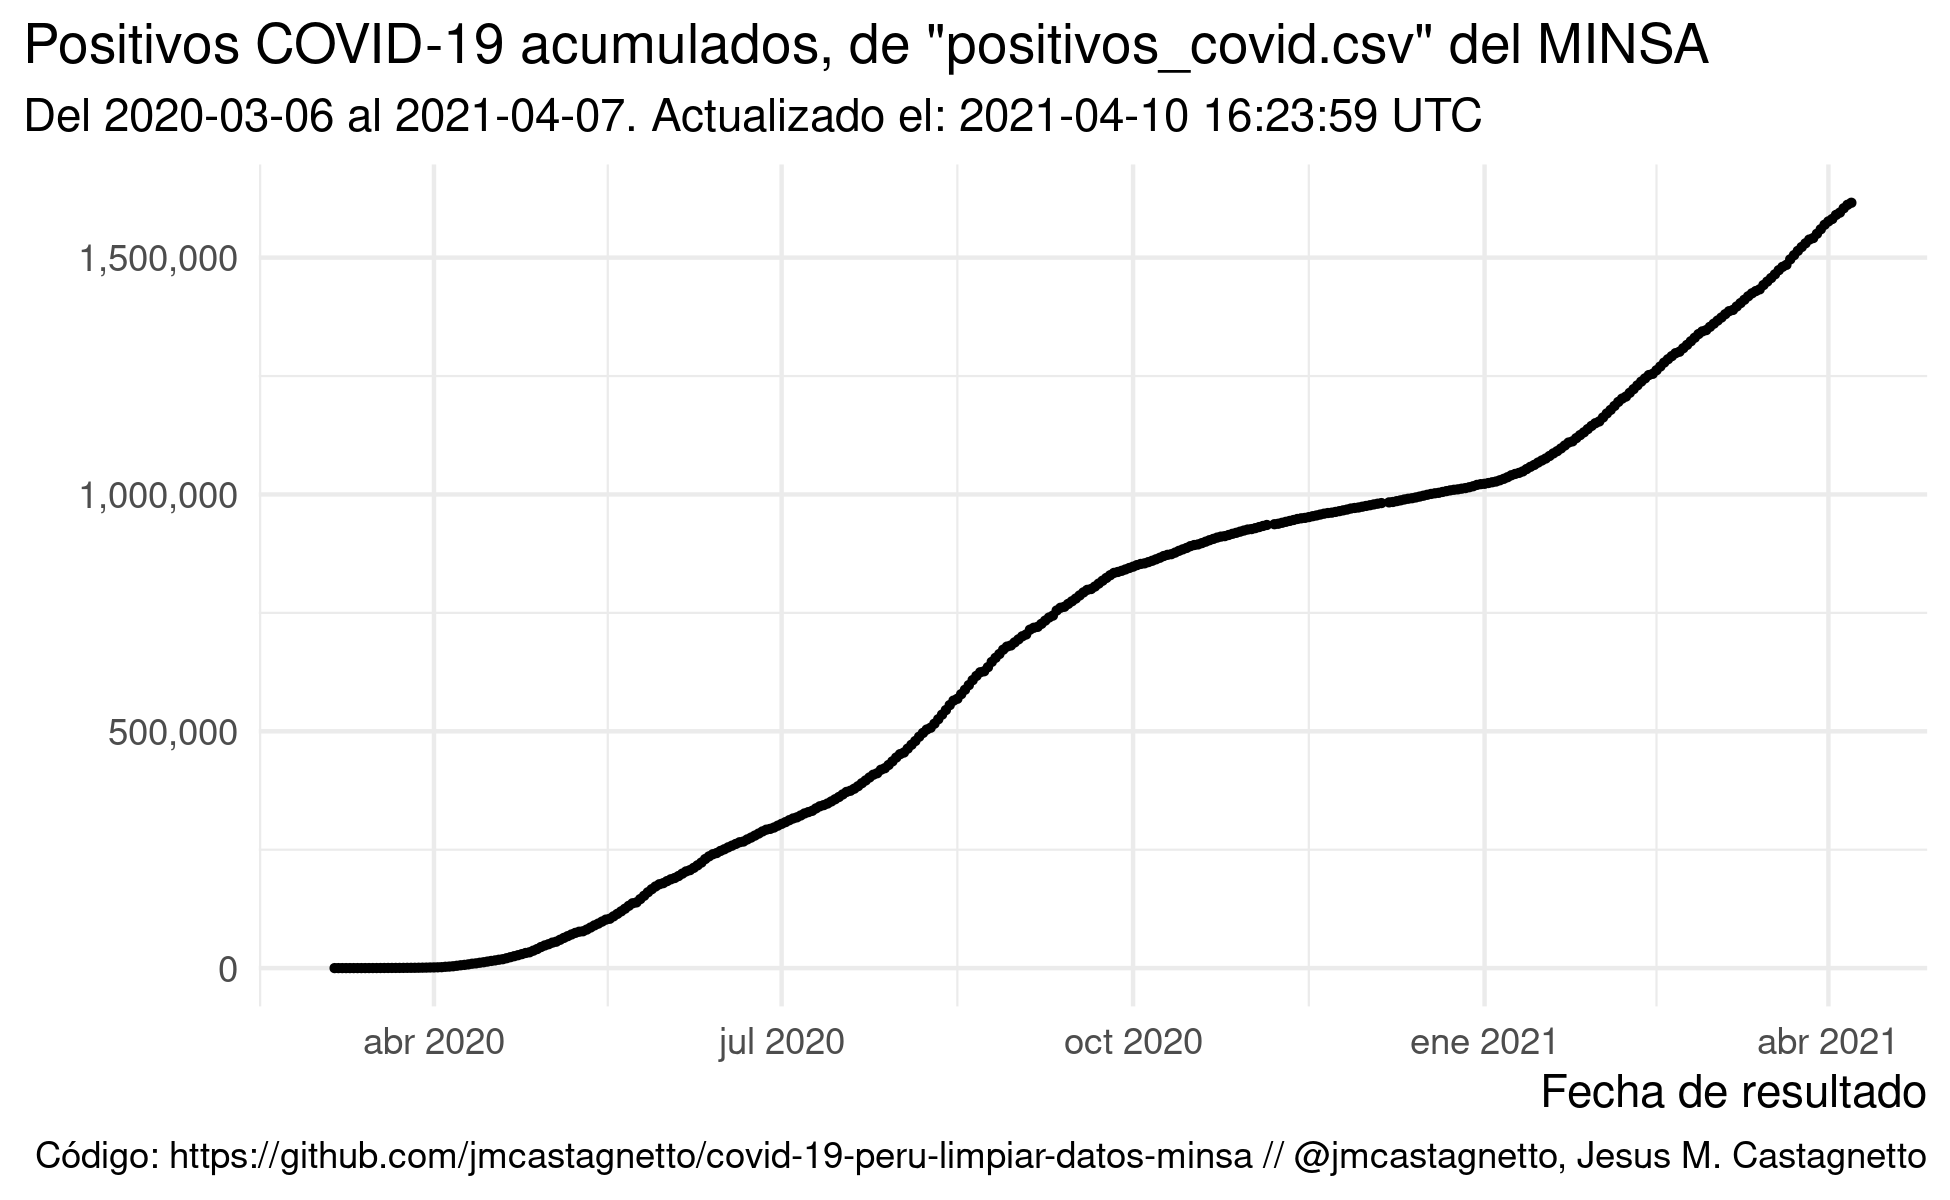 Positivos COVID-19 acumulados, de "positivos_covid.csv" del MINSA
Del 2020-03-06 al 2021-04-07. Actualizado el: 2021-04-10 16:23:59 UTC
1,500,000
1,000,000
500,000
0
abr 2020 jul 2020 oct 2020 ene 2021 abr 2021
Fecha de resultado
Código: https://github.com/jmcastagnetto/covid-19-peru-limpiar-datos-minsa // @jmcastagnetto, Jesus M. Castagnetto